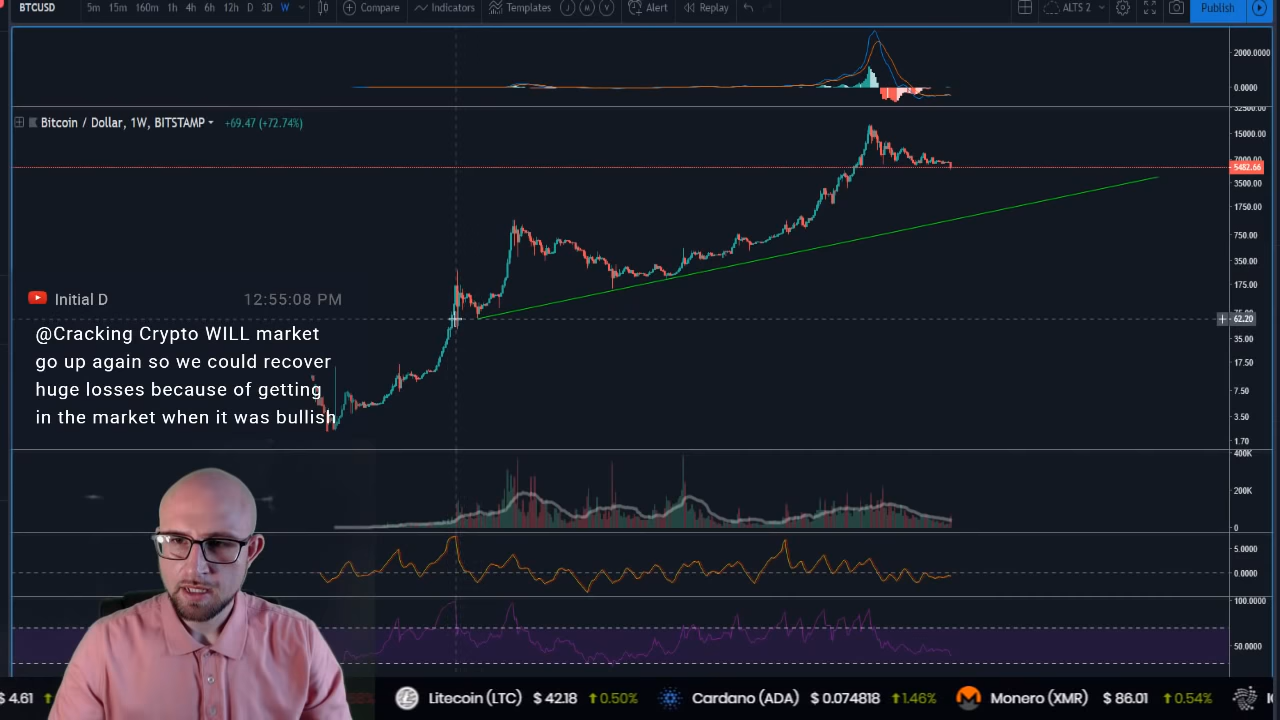 BTCUSD 5m 15m 160m 1h 4h 6h 12h D 3D W Compare Indicators Templates Alert Replay ALTS 2 Publish
2000.0000
0.0000
32500.00
Bitcoin / Dollar, 1W, BITSTAMP +69.47 (+72.74%)
15000.00
5482.66
3500.00
1750.00
750.00
350.00
175.00
Initial D 12:55:08 PM
62.20
@Cracking Crypto WILL market
35.00
go up again so we could recover
17.50
huge losses because of getting
7.50
in the market when it was bullish
3.50
1.70
400K
200K
0
5.0000
0.0000
100.0000
50.0000
$ 4.61 Litecoin (LTC) $ 42.18 0.50% Cardano (ADA) $ 0.074818 1.46% Monero (XMR) $ 86.01 0.54%